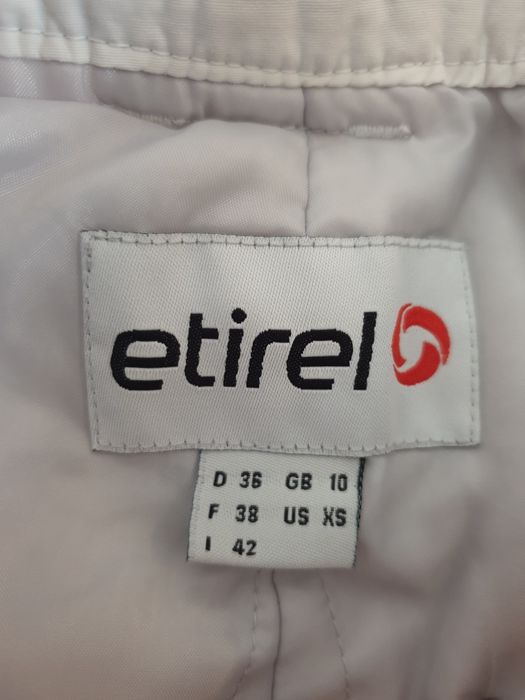 etirel
D 36 GB 10
F 38 US XS
I 42